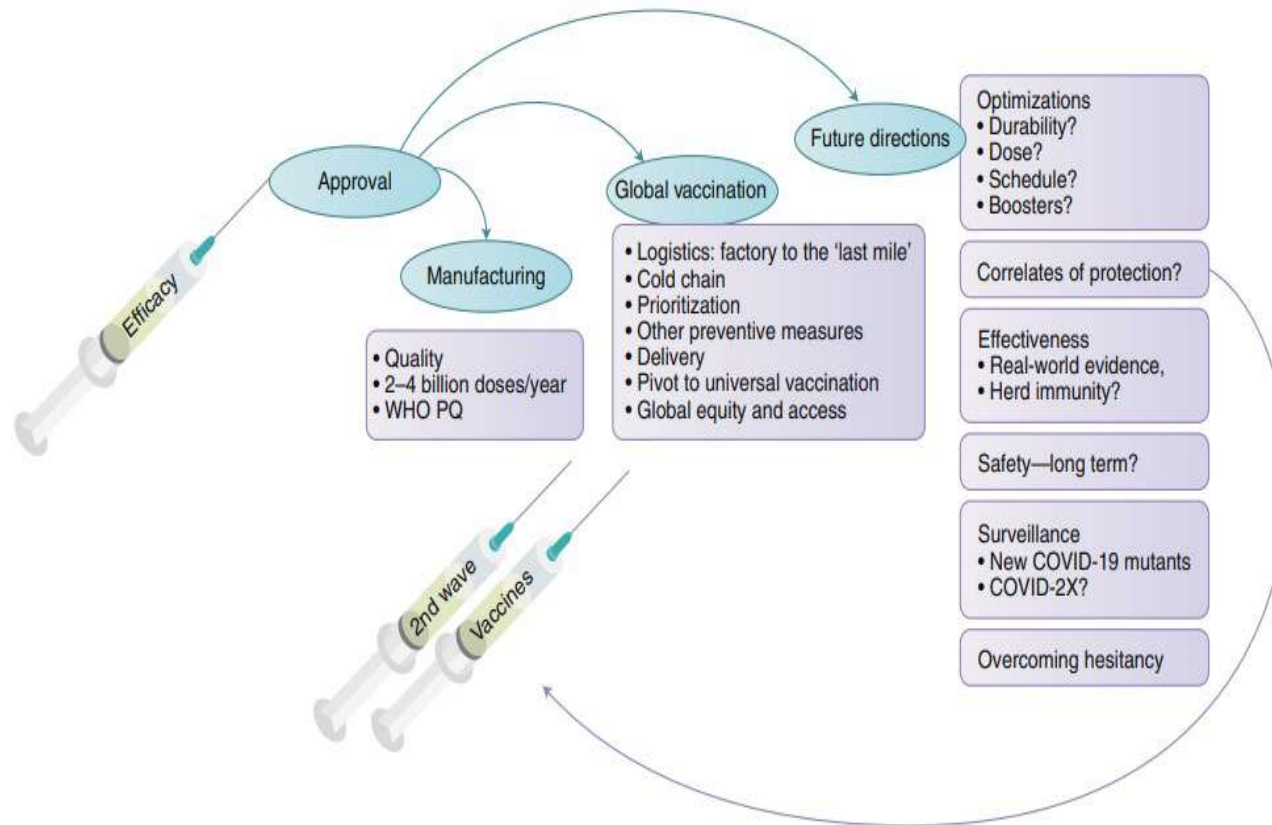 Efficacy
Approval
Manufacturing
• Quality
• 2–4 billion doses/year
• WHO PQ
Global vaccination
• Logistics: factory to the ‘last mile’
• Cold chain
• Prioritization
• Other preventive measures
• Delivery
• Pivot to universal vaccination
• Global equity and access
Future directions
Optimizations
• Durability?
• Dose?
• Schedule?
• Boosters?
Correlates of protection?
Effectiveness
• Real-world evidence,
• Herd immunity?
Safety—long term?
Surveillance
• New COVID-19 mutants
• COVID-2X?
Overcoming hesitancy
2nd wave
Vaccines